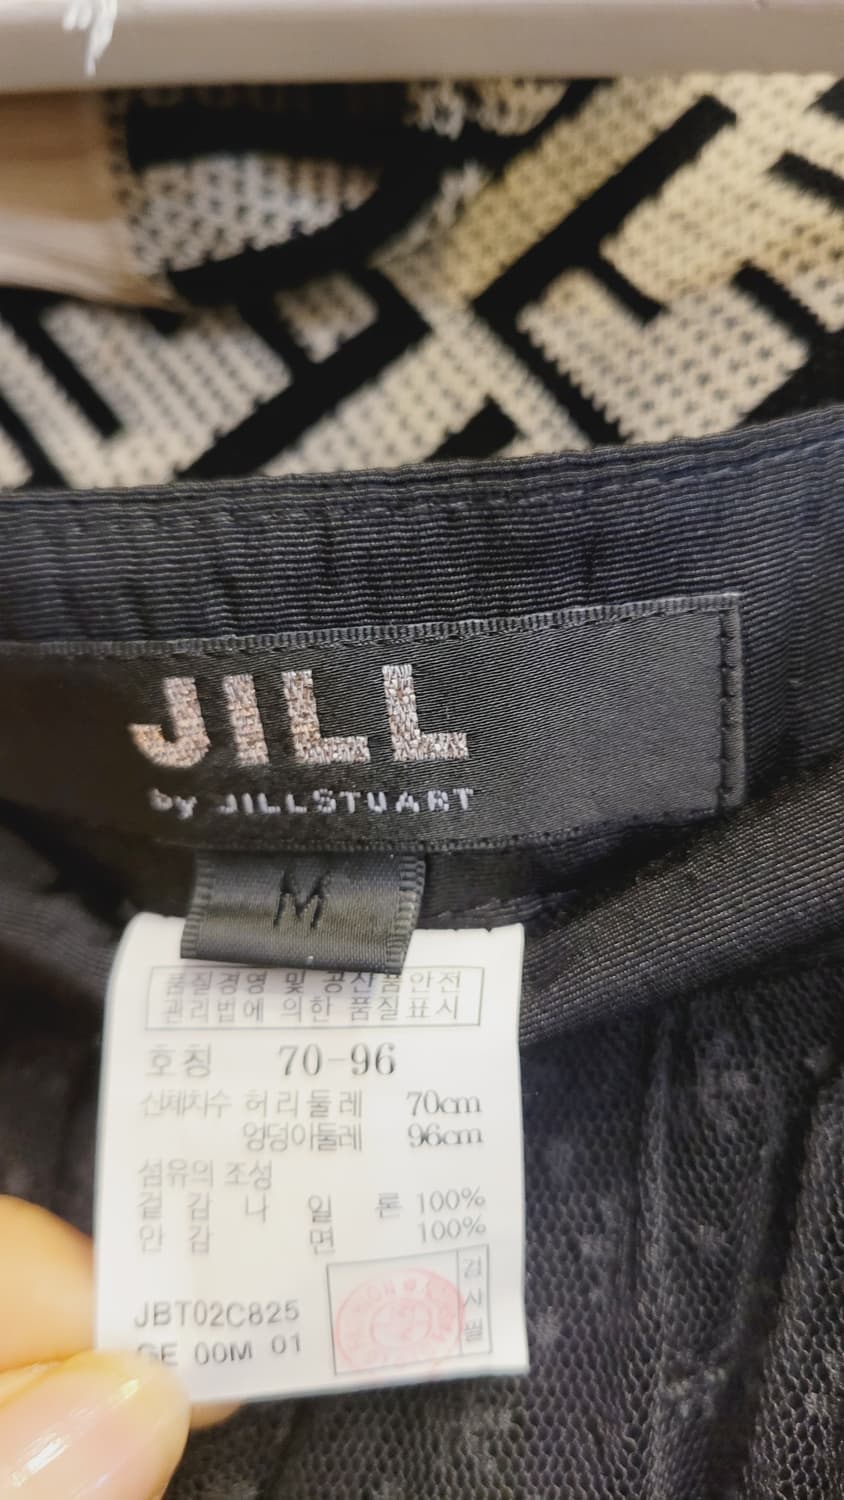 JILL
by JILLSTUART
M
품질경영 및 공산품안전
관리법에 의한 품질표시
호칭 70-96
신체치수 허리둘레 70cm
엉덩이둘레 96cm
섬유의 조성
겉감 나일론 100%
안감 면 100%
검사필
JBT02C825
GE 00M 01